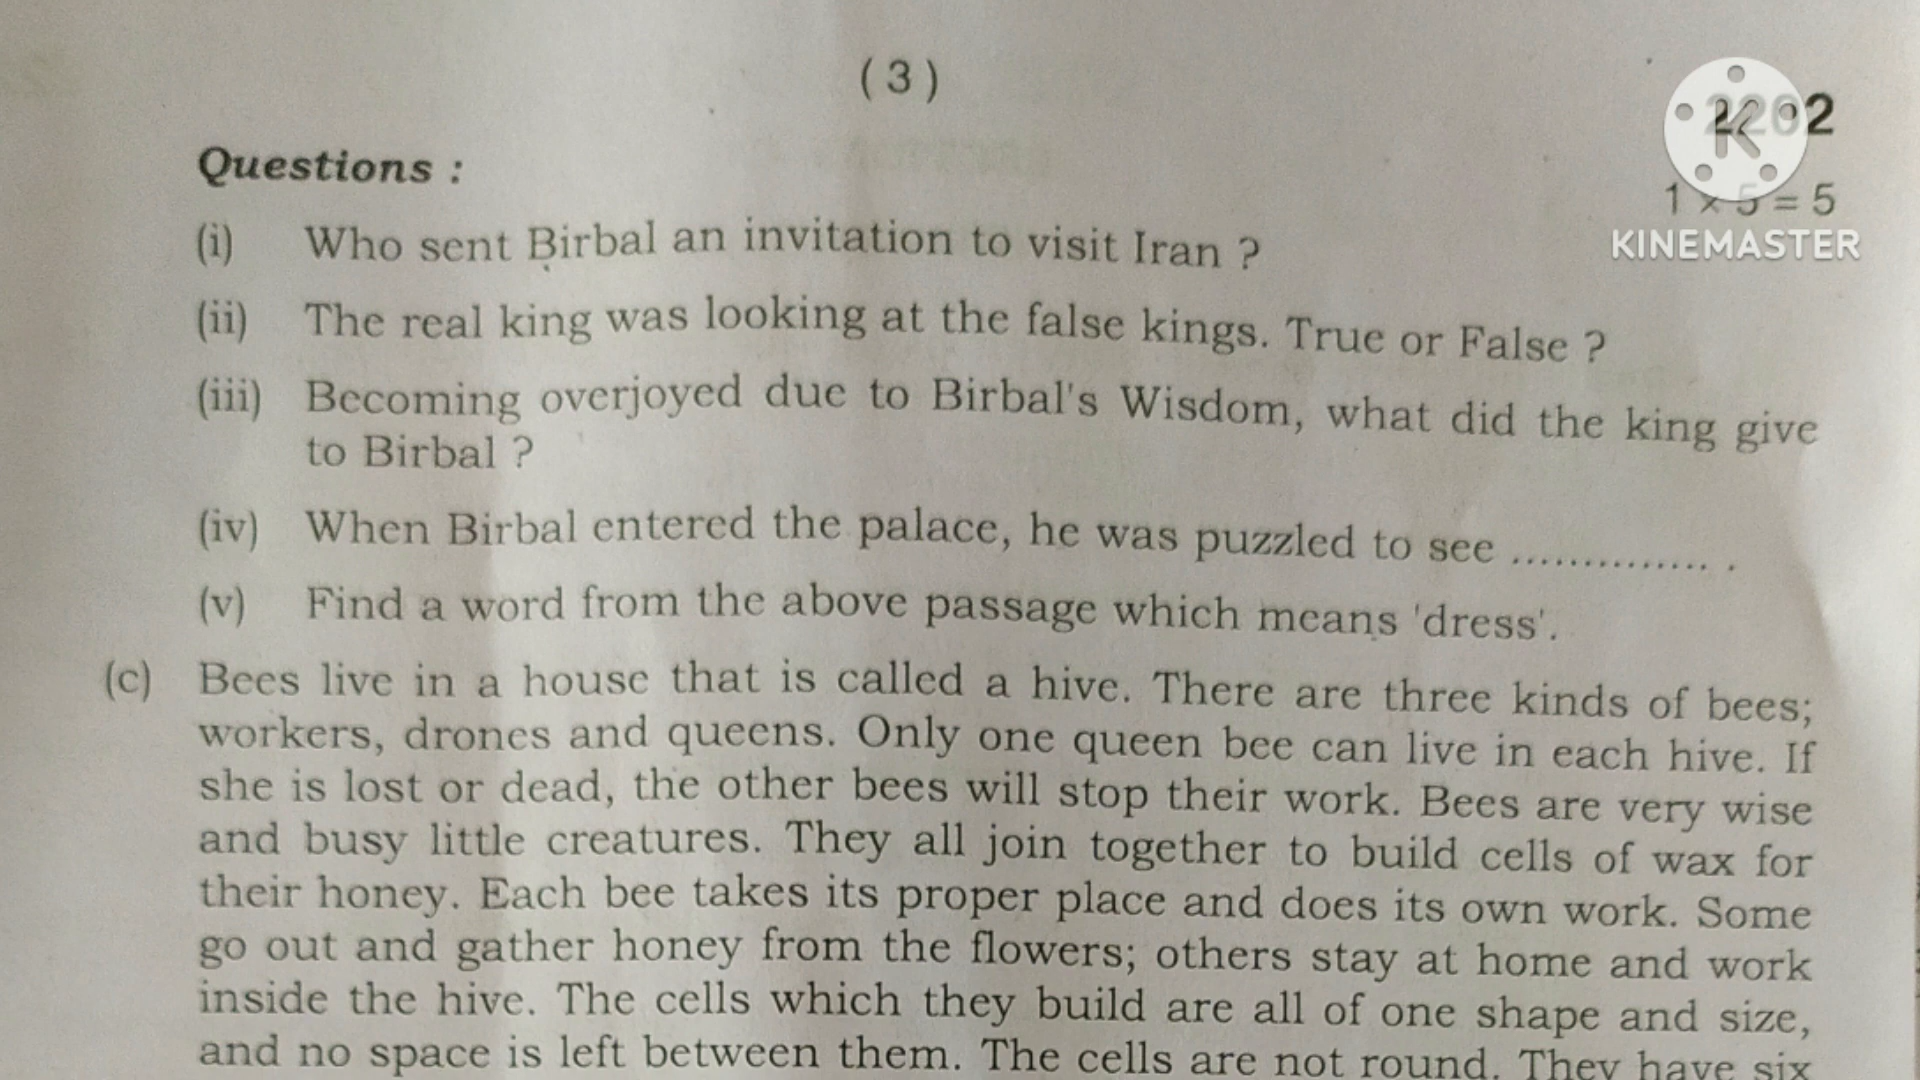 (3)
2202
Questions :
1 × 5 = 5
KINEMASTER
(i) Who sent Birbal an invitation to visit Iran ?
(ii) The real king was looking at the false kings. True or False ?
(iii) Becoming overjoyed due to Birbal's Wisdom, what did the king give
to Birbal ?
(iv) When Birbal entered the palace, he was puzzled to see ............... .
(v) Find a word from the above passage which means 'dress'.
(c) Bees live in a house that is called a hive. There are three kinds of bees;
workers, drones and queens. Only one queen bee can live in each hive. If
she is lost or dead, the other bees will stop their work. Bees are very wise
and busy little creatures. They all join together to build cells of wax for
their honey. Each bee takes its proper place and does its own work. Some
go out and gather honey from the flowers; others stay at home and work
inside the hive. The cells which they build are all of one shape and size,
and no space is left between them. The cells are not round. They have six